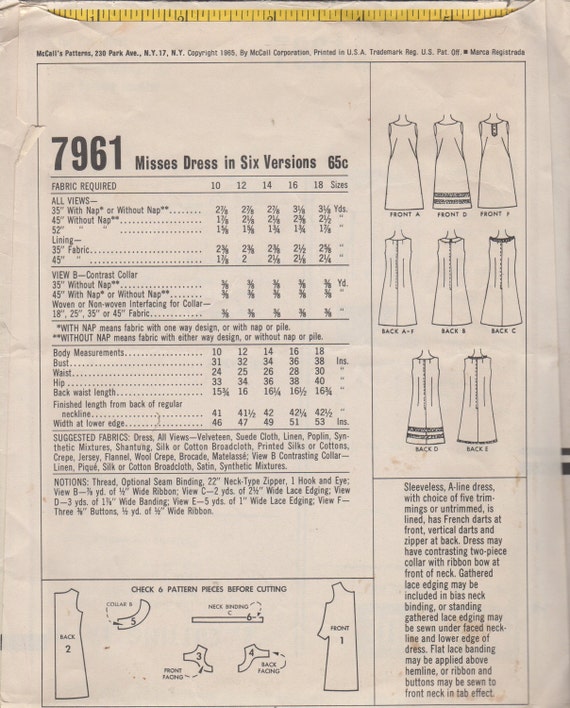 1 2 3 4 5
McCall's Patterns, 230 Park Ave., N.Y. 17, N.Y. Copyright 1965, By McCall Corporation, Printed in U.S.A. Trademark Reg. U.S. Pat. Off. ■ Marca Registrada
7961 Misses Dress in Six Versions 65c
FABRIC REQUIRED 10 12 14 16 18 Sizes
ALL VIEWS—
35" With Nap* or Without Nap**........ 2⅞ 2⅞ 2⅞ 3⅛ 3⅛ Yds.
45" Without Nap**..................... 1⅞ 2⅛ 2⅛ 2⅜ 2½ "
52" " " ..................... 1⅝ 1⅝ 1¾ 1¾ 1⅞ "
Lining—
35" Fabric............................ 2⅜ 2⅜ 2⅜ 2½ 2⅝ "
45" " ............................ 1⅞ 2 2⅛ 2⅛ 2¼ "
VIEW B—Contrast Collar
35" Without Nap**..................... ⅜ ⅜ ⅜ ⅜ ⅜ Yd.
45" With Nap* or Without Nap**........ ⅜ ⅜ ⅜ ⅜ ⅜ "
Woven or Non-woven Interfacing for Collar—
18", 25", 35" or 45" Fabric........... ⅜ ⅜ ⅜ ⅜ ⅜ "
*WITH NAP means fabric with one way design, or with nap or pile.
**WITHOUT NAP means fabric with either way design, or without nap or pile.
Body Measurements..................... 10 12 14 16 18
Bust.................................. 31 32 34 36 38 Ins.
Waist................................. 24 25 26 28 30 "
Hip................................... 33 34 36 38 40 "
Back waist length..................... 15¾ 16 16¼ 16½ 16¾ "
Finished length from back of regular
neckline.............................. 41 41½ 42 42¼ 42½ "
Width at lower edge................... 46 47 49 51 53 Ins.
SUGGESTED FABRICS: Dress, All Views—Velveteen, Suede Cloth, Linen, Poplin, Syn-
thetic Mixtures, Shantung, Silk or Cotton Broadcloth, Printed Silks or Cottons,
Crepe, Jersey, Flannel, Wool Crepe, Brocade, Matelassé; View B Contrasting Collar—
Linen, Piqué, Silk or Cotton Broadcloth, Satin, Synthetic Mixtures.
NOTIONS: Thread, Optional Seam Binding, 22" Neck-Type Zipper, 1 Hook and Eye;
View B—⅞ yd. of ½" Wide Ribbon; View C—2 yds. of 2½" Wide Lace Edging; View
D—3 yds. of 1⅞" Wide Banding; View E—5 yds. of 1" Wide Lace Edging; View F—
Three ⅜" Buttons, ⅓ yd. of ⅝" Wide Ribbon.
CHECK 6 PATTERN PIECES BEFORE CUTTING
BACK
2
COLLAR B
5
NECK BINDING
C
6
3
FRONT
FACING
4
BACK
FACING
FRONT
1
FRONT A
FRONT D
FRONT F
BACK A-F
BACK B
BACK C
BACK D
BACK E
Sleeveless, A-line dress,
with choice of five trim-
mings or untrimmed, is
lined, has French darts at
front, vertical darts and
zipper at back. Dress may
have contrasting two-piece
collar with ribbon bow at
front of neck. Gathered
lace edging may be
included in bias neck
binding, or standing
gathered lace edging may
be sewn under faced neck-
line and lower edge of
dress. Flat lace banding
may be applied above
hemline, or ribbon and
buttons may be sewn to
front neck in tab effect.